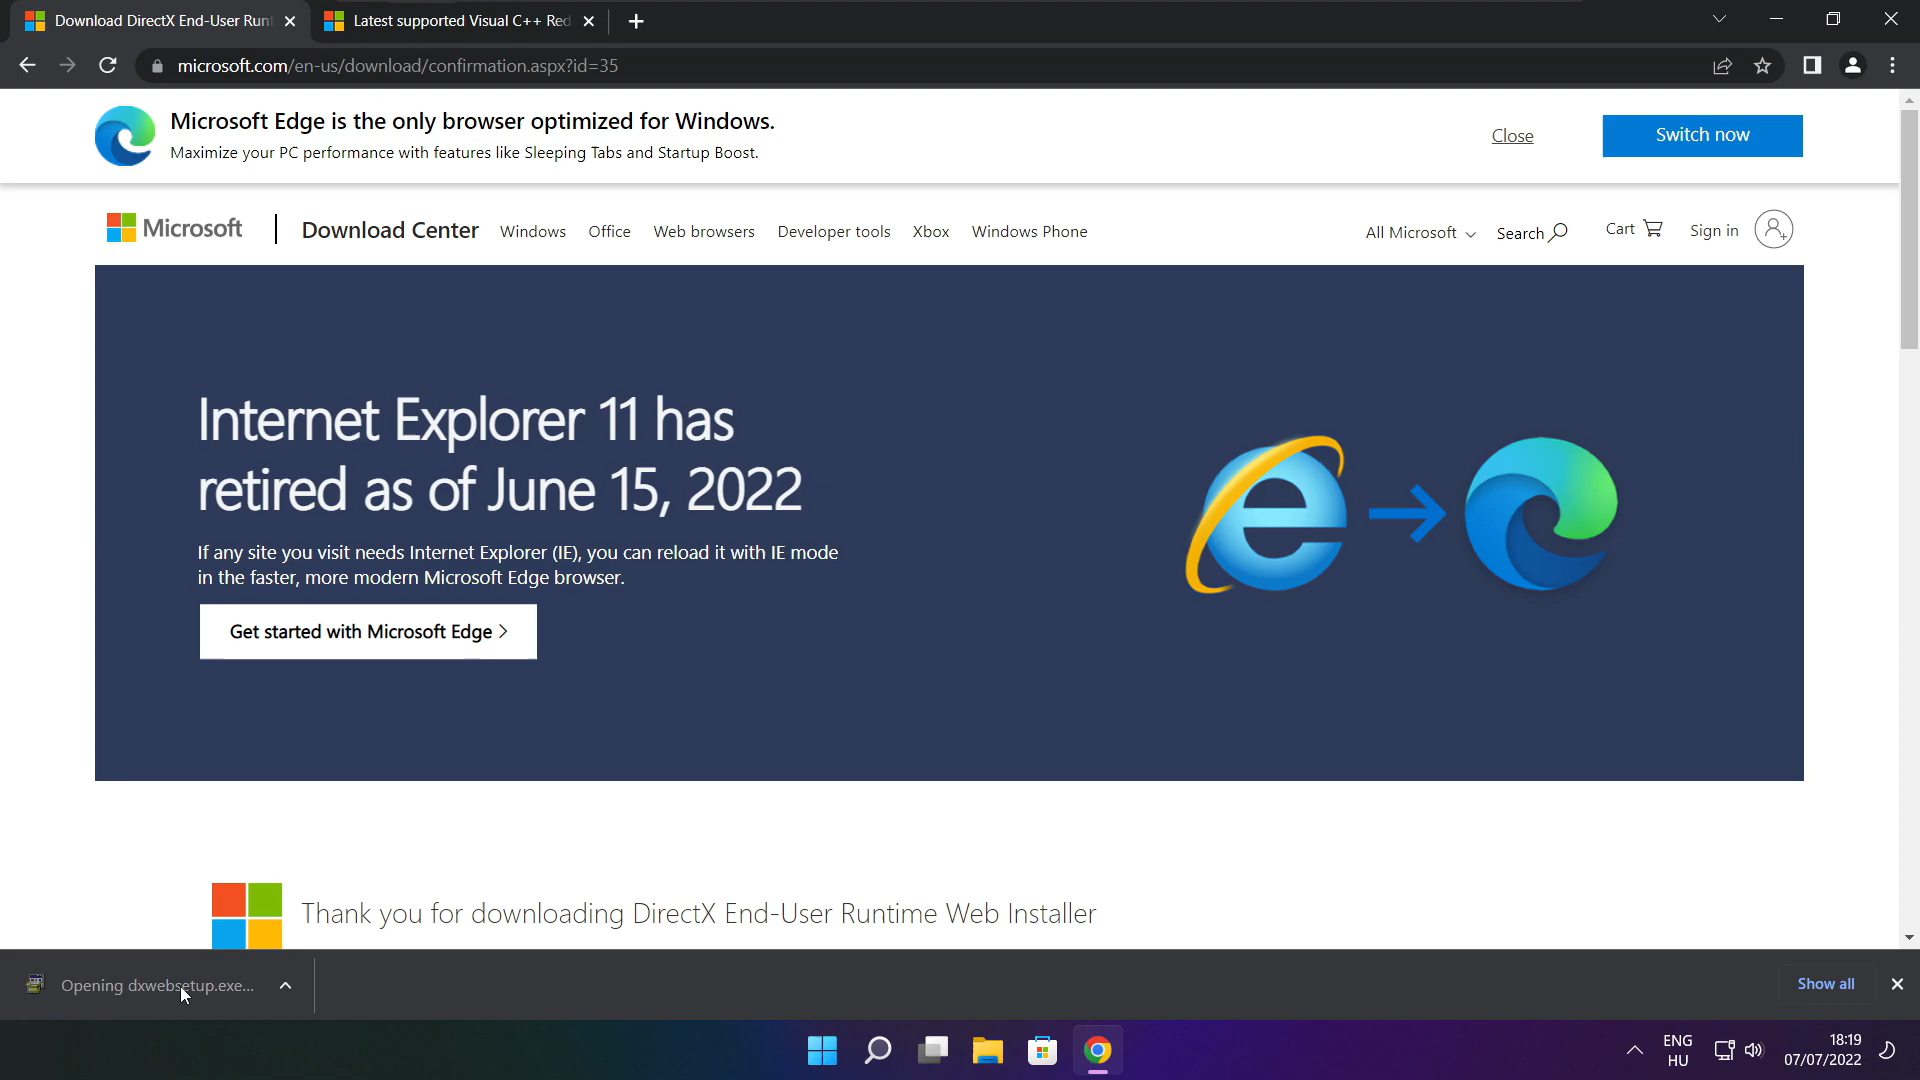 Download DirectX End-User Runt
Latest supported Visual C++ Red
microsoft.com/en-us/download/confirmation.aspx?id=35
Microsoft Edge is the only browser optimized for Windows.
Maximize your PC performance with features like Sleeping Tabs and Startup Boost.
Close
Switch now
Microsoft
Download Center
Windows
Office
Web browsers
Developer tools
Xbox
Windows Phone
All Microsoft
Search
Cart
Sign in
Internet Explorer 11 has
retired as of June 15, 2022
If any site you visit needs Internet Explorer (IE), you can reload it with IE mode
in the faster, more modern Microsoft Edge browser.
Get started with Microsoft Edge >
Thank you for downloading DirectX End-User Runtime Web Installer
Opening dxwebsetup.exe...
Show all
ENG
HU
18:19
07/07/2022